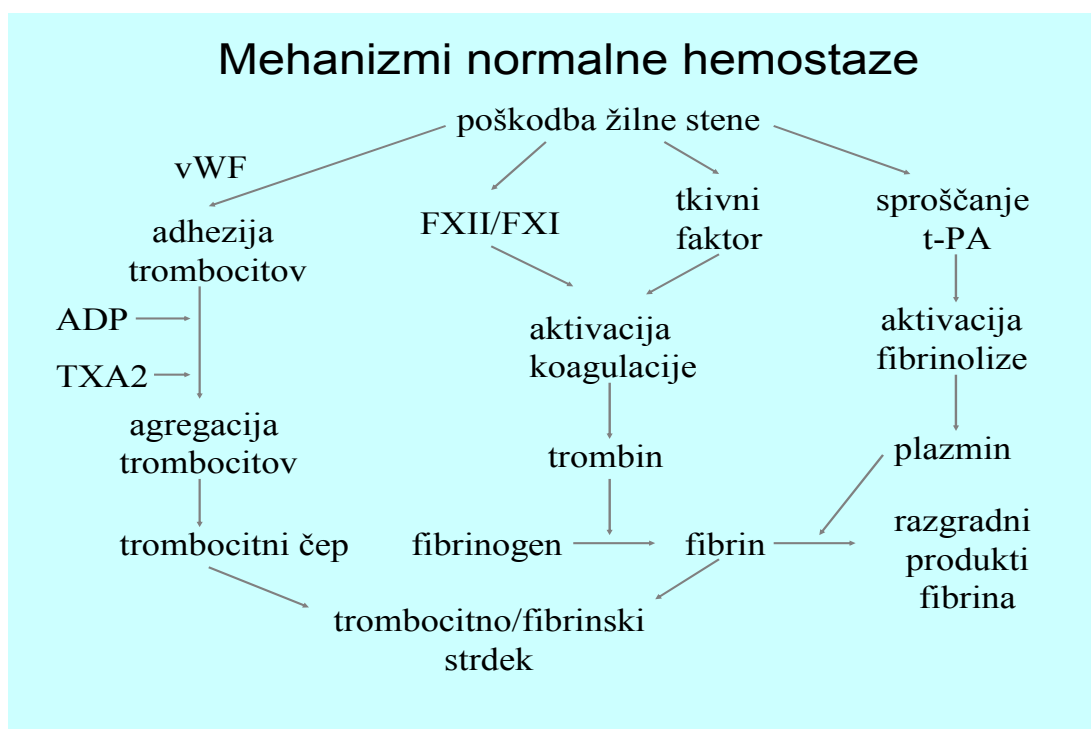 Mehanizmi normalne hemostaze
poškodba žilne stene
vWF
adhezija
trombocitov
ADP
TXA2
agregacija
trombocitov
trombocitni čep
FXII/FXI
tkivni
faktor
aktivacija
koagulacije
trombin
fibrinogen
fibrin
sproščanje
t-PA
aktivacija
fibrinolize
plazmin
razgradni
produkti
fibrina
trombocitno/fibrinski
strdek